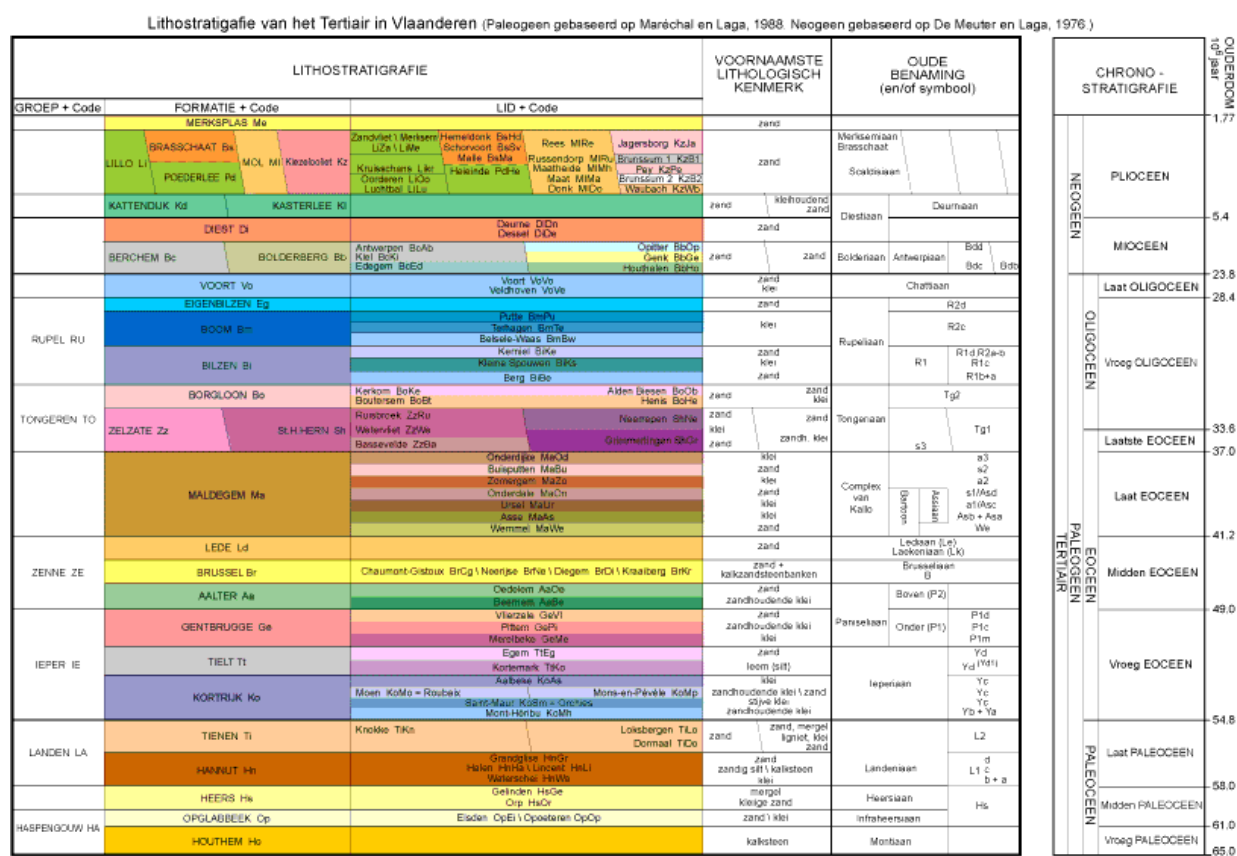 Lithostratigafie van het Tertiair in Vlaanderen (Paleogeen gebaseerd op Maréchal en Laga, 1988. Neogeen gebaseerd op De Meuter en Laga, 1976.)
LITHOSTRATIGRAFIE
VOORNAAMSTE LITHOLOGISCH KENMERK
OUDE BENAMING (en/of symbool)
CHRONO - STRATIGRAFIE
OUDERDOM 10⁶ jaar
GROEP + Code FORMATIE + Code LID + Code
MERKSPLAS Me zand 1,77
LILLO Li BRASSCHAAT Bs POEDERLEE Pd MOL Ml Kiezelooliet Kz
Zandvliet \ Merksem LiZa \ LiMe
Kruisschans LiKr
Oorderen LiOo
Luchtbal LiLu
Hemeldonk BsHd
Schorvoort BsSv
Malle BsMa
Heieinde PdHe
Rees MlRe
Russendorp MlRu
Maatheide MlMh
Maat MlMa
Donk MlDo
Jagersborg KzJa
Brunssum 1 KzB1
Pey KzPe
Brunssum 2 KzB2
Waubach KzWb
zand
Merksemiaan
Brasschaat
Scaldisiaan
NEOGEEN PLIOCEEN
KATTENDIJK Kd KASTERLEE Kl zand kleihoudend zand Diestiaan Deurniaan
5.4
DIEST Di Deurne DiDn
Dessel DiDe zand
MIOCEEN
BERCHEM Bc BOLDERBERG Bb
Antwerpen BcAb
Kiel BcKi
Edegem BcEd
Opitter BbOp
Genk BbGe
Houthalen BbHo
zand zand Bolderiaan Antwerpiaan Bdd Bdc Bdb
23.8
VOORT Vo Voort VoVo
Veldhoven VoVe zand
klei Chattiaan Laat OLIGOCEEN
28.4
RUPEL RU
EIGENBILZEN Eg zand R2d
BOOM Bm Putte BmPu
Terhagen BmTe
Belsele-Waas BmBw klei Rupeliaan R2c
OLIGOCEEN Vroeg OLIGOCEEN
BILZEN Bi Kerniel BiKe zand R1d R2a-b
Kleine Spouwen BiKs klei R1 R1c
Berg BiBe zand R1b+a
TONGEREN TO
BORGLOON Bo Kerkom BoKe
Boutersem BoBt
Alden Biesen BoOb
Henis BoHe
zand zand
klei Tg2
ZELZATE Zz St.H.HERN Sh
Ruisbroek ZzRu
Watervliet ZzWa
Bassevelde ZzBa
Neerrepen ShNe
Grimmertingen ShGr
zand zand
klei
zand zandh. klei
Tongeriaan s3 Tg1
33.6
Laatste EOCEEN
37.0
MALDEGEM Ma
Onderdijke MaOd klei a3
Buisputten MaBu zand s2
Zomergem MaZo klei a2
Onderdale MaOn zand s1/Asd
Ursel MaUr klei a1/Asc
Asse MaAs klei Asb + Asa
Wemmel MaWe zand We
Complex van Kallo
Bartoon
Assiaan
Laat EOCEEN
41.2
ZENNE ZE
LEDE Ld zand Lediaan (Le)
Laekeniaan (Lk)
BRUSSEL Br Chaumont-Gistoux BrCg \ Neerijse BrNe \ Diegem BrDi \ Kraaiberg BrKr zand +
kalkzandsteenbanken Brusseliaan
B
TERTIAIR PALEOGEEN EOCEEN Midden EOCEEN
AALTER Aa Oedelem AaOe zand
Beernem AaBe zandhoudende klei Boven (P2)
49.0
IEPER IE
GENTBRUGGE Ge Vlierzele GeVl zand P1d
Pittem GePi zandhoudende klei Paniseliaan Onder (P1) P1c
Merelbeke GeMe klei P1m
TIELT Tt Egem TtEg zand Yd
Kortemark TtKo leem (silt) Yd (Yd1)
KORTRIJK Ko Aalbeke KoAs klei Ieperiaan Yc
Moen KoMo = Roubaix Mons-en-Pévèle KoMp zandhoudende klei \ zand Yc
Saint-Maur KoSm = Orchies stijve klei Yc
Mont-Héribu KoMh zandhoudende klei Yb + Ya
Vroeg EOCEEN
54.8
LANDEN LA
TIENEN Ti Knokke TiKn
Loksbergen TiLo
Dormaal TiDo
zand zand, mergel
ligniet, klei
zand L2
HANNUT Hn Grandglise HnGr zand d
Halen HnHa \ Lincent HnLi zandig silt \ kalksteen Landeniaan L1 c
Waterschei HnWa klei b + a
PALEOCEEN Laat PALEOCEEN
58.0
HEERS Hs Gelinden HsGe mergel
Orp HsOr kleiige zand Heersiaan Hs Midden PALEOCEEN
HASPENGOUW HA
OPGLABBEEK Op Eisden OpEi \ Opoeteren OpOp zand \ klei Infraheersiaan
61.0
HOUTHEM Ho kalksteen Montiaan Vroeg PALEOCEEN
65.0